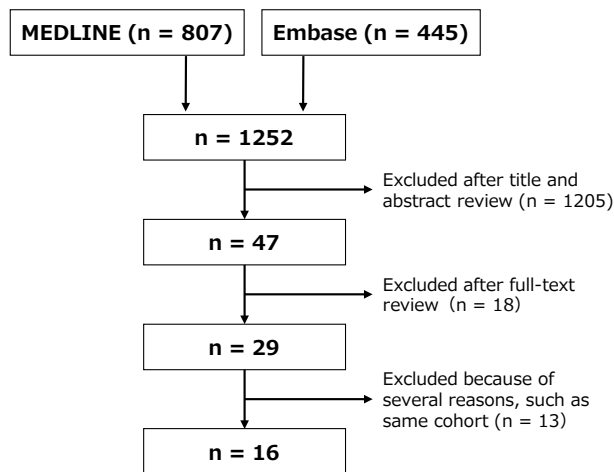 MEDLINE (n = 807)
Embase (n = 445)
n = 1252
Excluded after title and
abstract review (n = 1205)
n = 47
Excluded after full-text
review (n = 18)
n = 29
Excluded because of
several reasons, such as
same cohort (n = 13)
n = 16